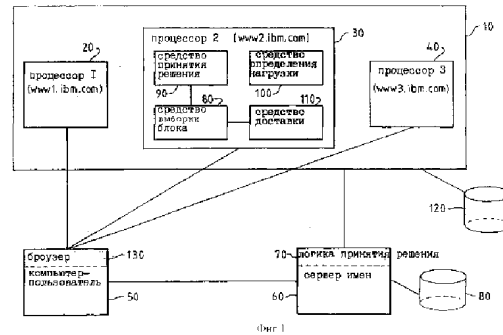 10
20
процессор 1
(www1.ibm.com)
процессор 2 (www2.ibm.com)
30
средство
принятия
решения
средство
определения
нагрузки
90
80
100
110
средство
выборки
блока
средство
доставки
40
процессор 3
(www3.ibm.com)
120
броузер
130
компьютер-
пользователь
50
70
логика принятия решения
сервер имен
60
80
Фиг.1